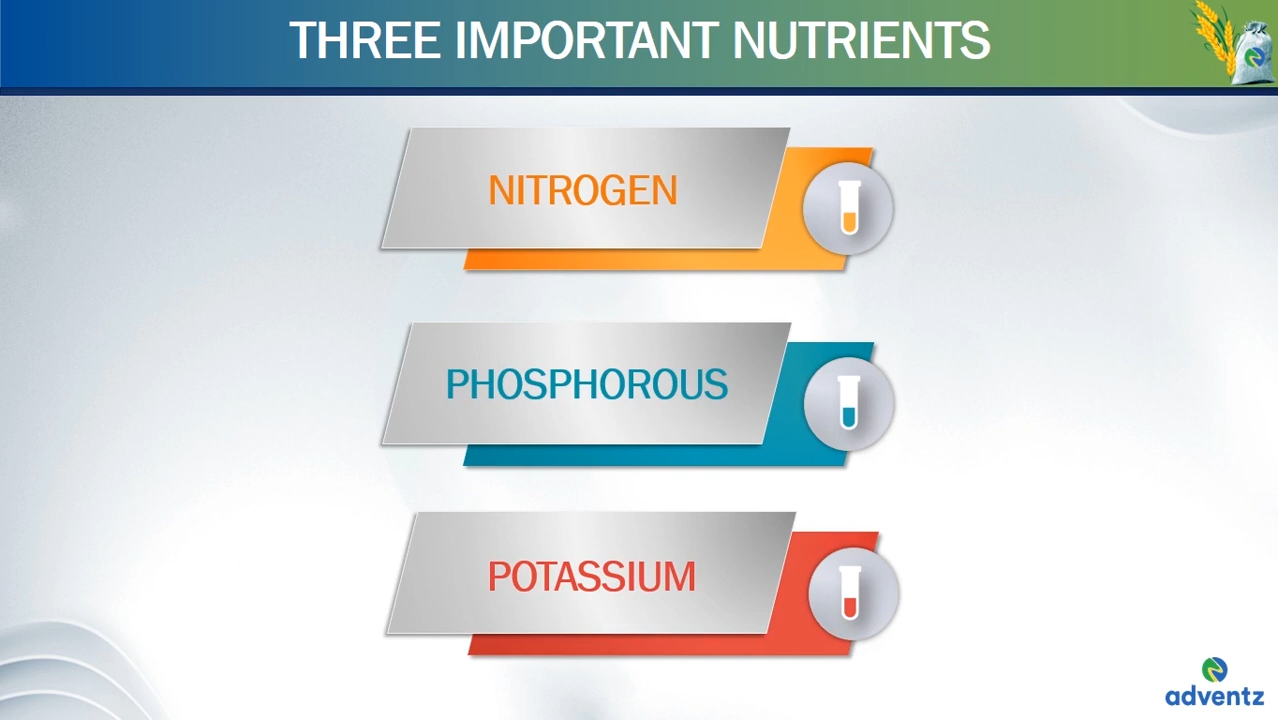 THREE IMPORTANT NUTRIENTS
NITROGEN
PHOSPHOROUS
POTASSIUM
adventz